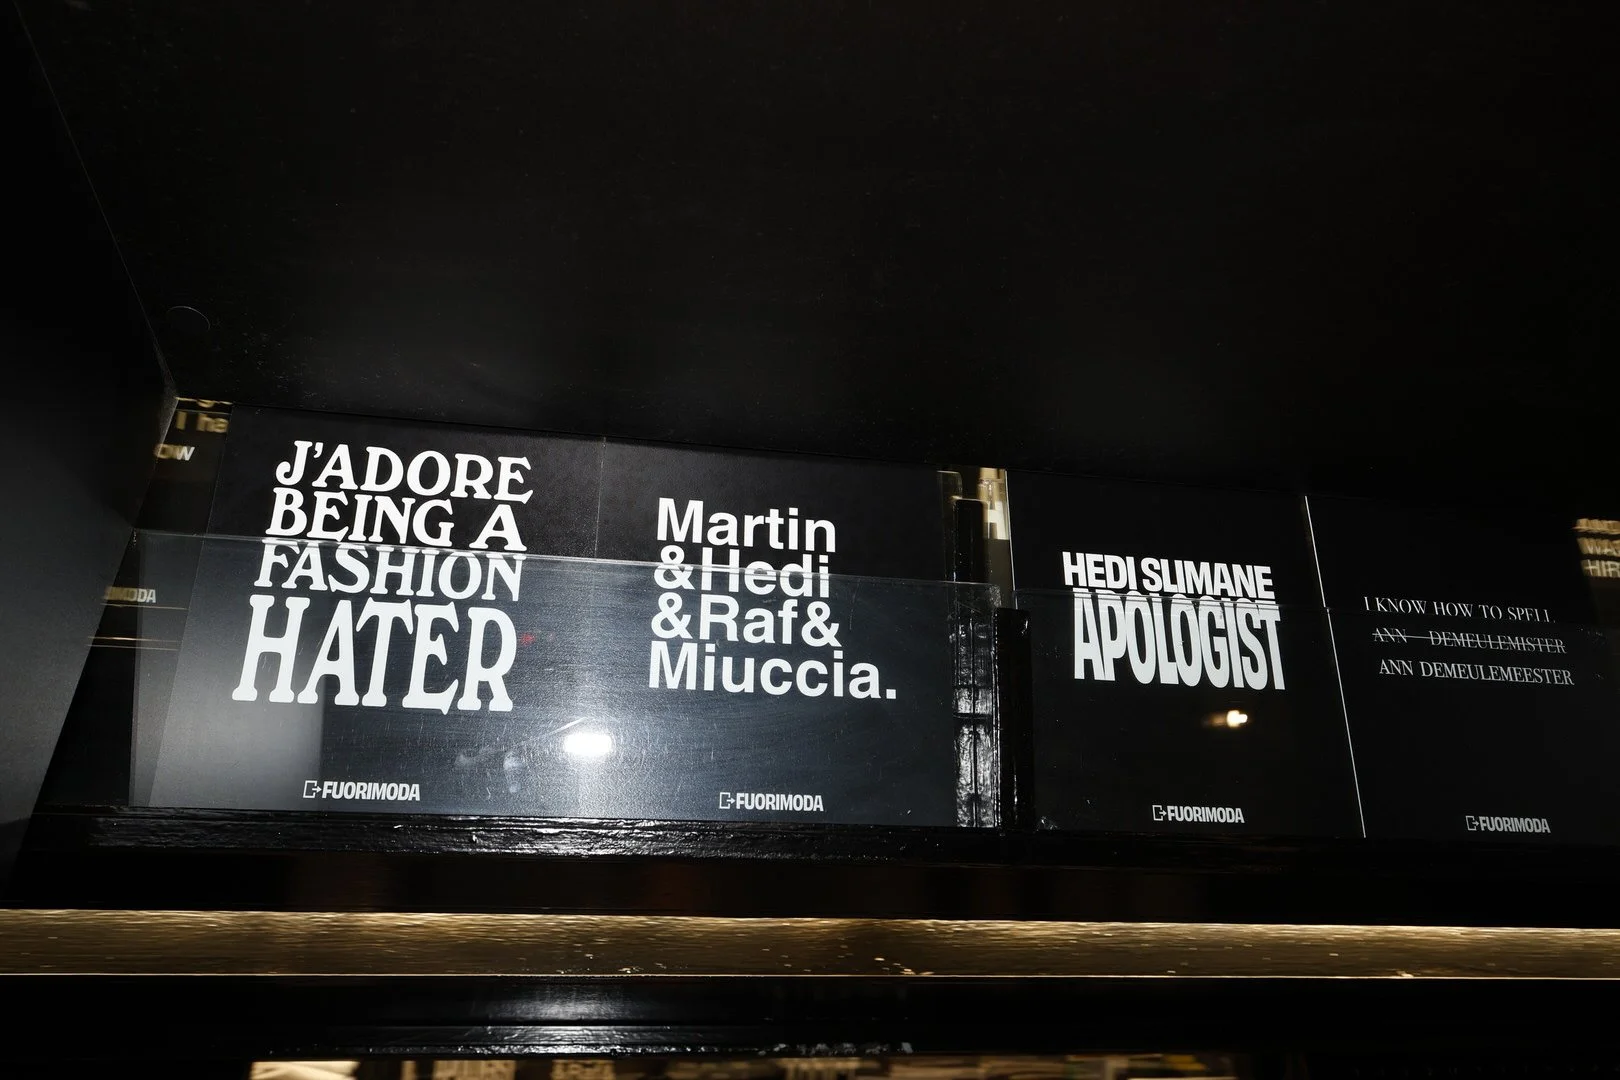 J'ADORE
BEING A
FASHION
HATER
FUORIMODA
Martin
&Hedi
&Raf&
Miuccia.
FUORIMODA
HEDI SLIMANE
APOLOGIST
FUORIMODA
I KNOW HOW TO SPELL
ANN DEMEULEMISTER
ANN DEMEULEMEESTER
FUORIMODA